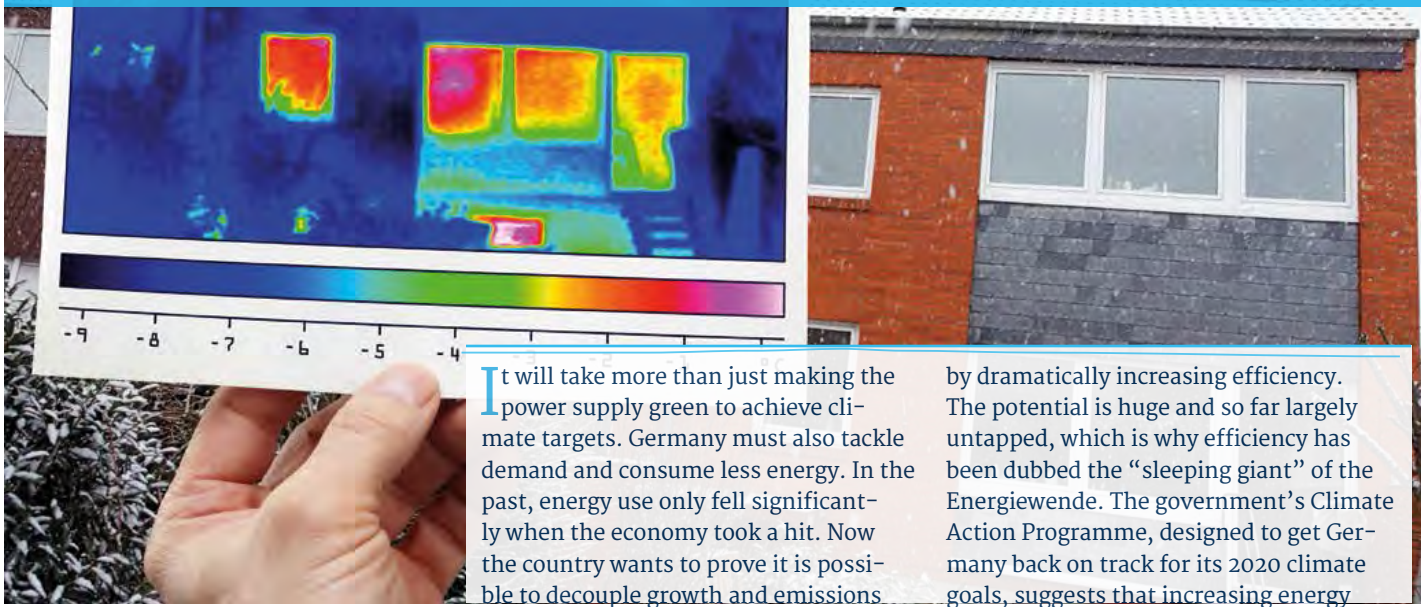 -9 -8 -7 -6 -5 -4 -3 -2 -1 °C
It will take more than just making the
power supply green to achieve cli-
mate targets. Germany must also tackle
demand and consume less energy. In the
past, energy use only fell significant-
ly when the economy took a hit. Now
the country wants to prove it is possi-
ble to decouple growth and emissions
by dramatically increasing efficiency.
The potential is huge and so far largely
untapped, which is why efficiency has
been dubbed the “sleeping giant” of the
Energiewende. The government’s Climate
Action Programme, designed to get Ger-
many back on track for its 2020 climate
goals, suggests that increasing energy